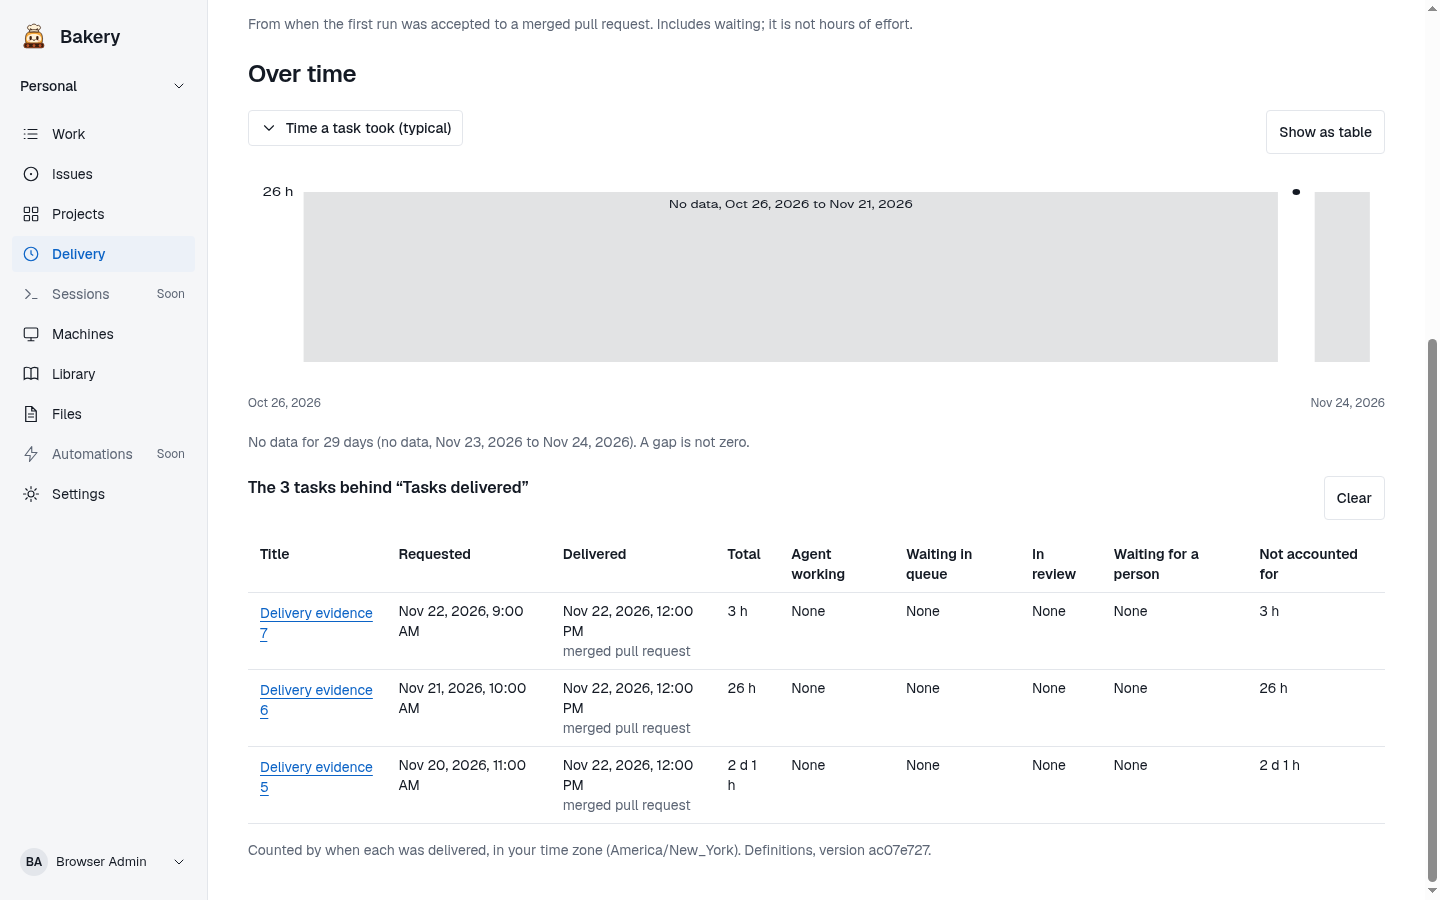 Bakery
Personal
Work
Issues
Projects
Delivery
Sessions Soon
Machines
Library
Files
Automations Soon
Settings
BA Browser Admin
From when the first run was accepted to a merged pull request. Includes waiting; it is not hours of effort.
Over time
Time a task took (typical)
Show as table
26 h
No data, Oct 26, 2026 to Nov 21, 2026
Oct 26, 2026 Nov 24, 2026
No data for 29 days (no data, Nov 23, 2026 to Nov 24, 2026). A gap is not zero.
The 3 tasks behind “Tasks delivered”
Clear
Title Requested Delivered Total Agent Waiting in In Waiting for a Not accounted
working queue review person for
Delivery evidence Nov 22, 2026, 9:00 Nov 22, 2026, 12:00 3 h None None None None 3 h
7 AM PM
merged pull request
Delivery evidence Nov 21, 2026, 10:00 Nov 22, 2026, 12:00 26 h None None None None 26 h
6 AM PM
merged pull request
Delivery evidence Nov 20, 2026, 11:00 Nov 22, 2026, 12:00 2 d 1 None None None None 2 d 1 h
5 AM PM h
merged pull request
Counted by when each was delivered, in your time zone (America/New_York). Definitions, version ac07e727.